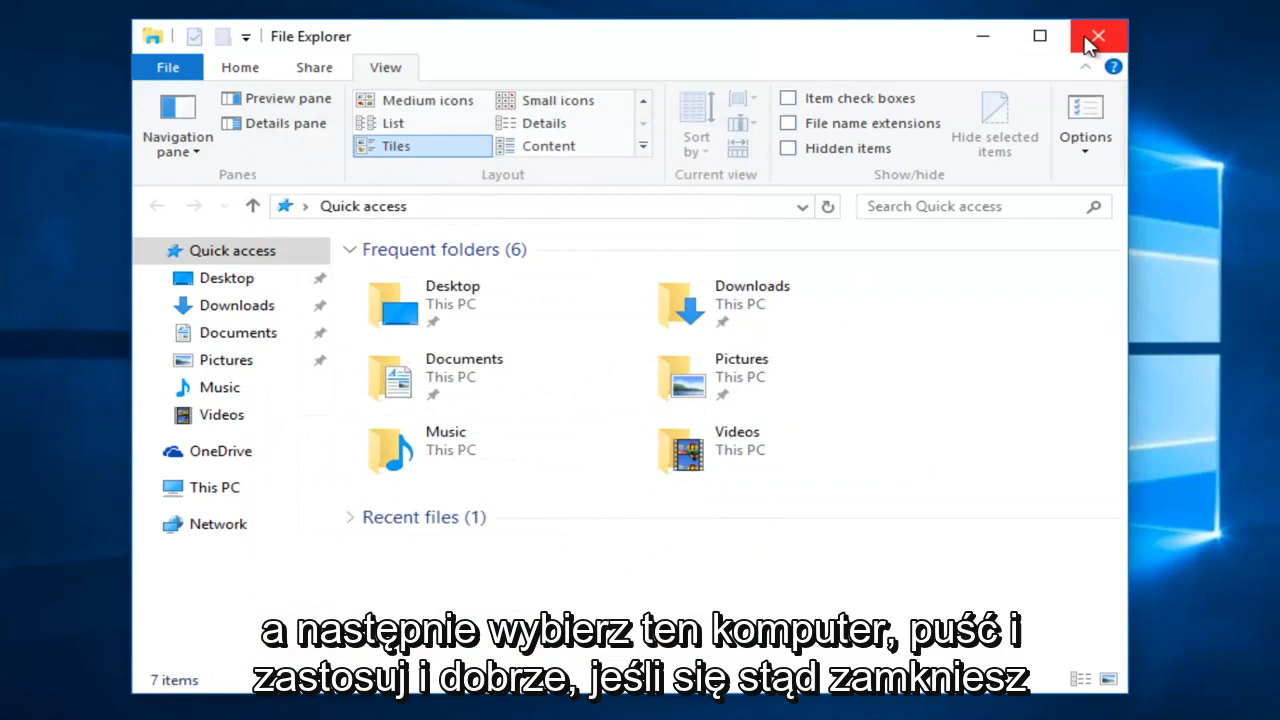 File Explorer
File
Home
Share
View
Navigation
pane
Preview pane
Details pane
Panes
Medium icons
Small icons
List
Details
Tiles
Content
Layout
Sort
by
Current view
Item check boxes
File name extensions
Hidden items
Hide selected
items
Show/hide
Options
Quick access
Search Quick access
Quick access
Desktop
Downloads
Documents
Pictures
Music
Videos
OneDrive
This PC
Network
Frequent folders (6)
Desktop
This PC
Downloads
This PC
Documents
This PC
Pictures
This PC
Music
This PC
Videos
This PC
Recent files (1)
a następnie wybierz ten komputer, puść i
zastosuj i dobrze, jeśli się stąd zamkniesz
7 items